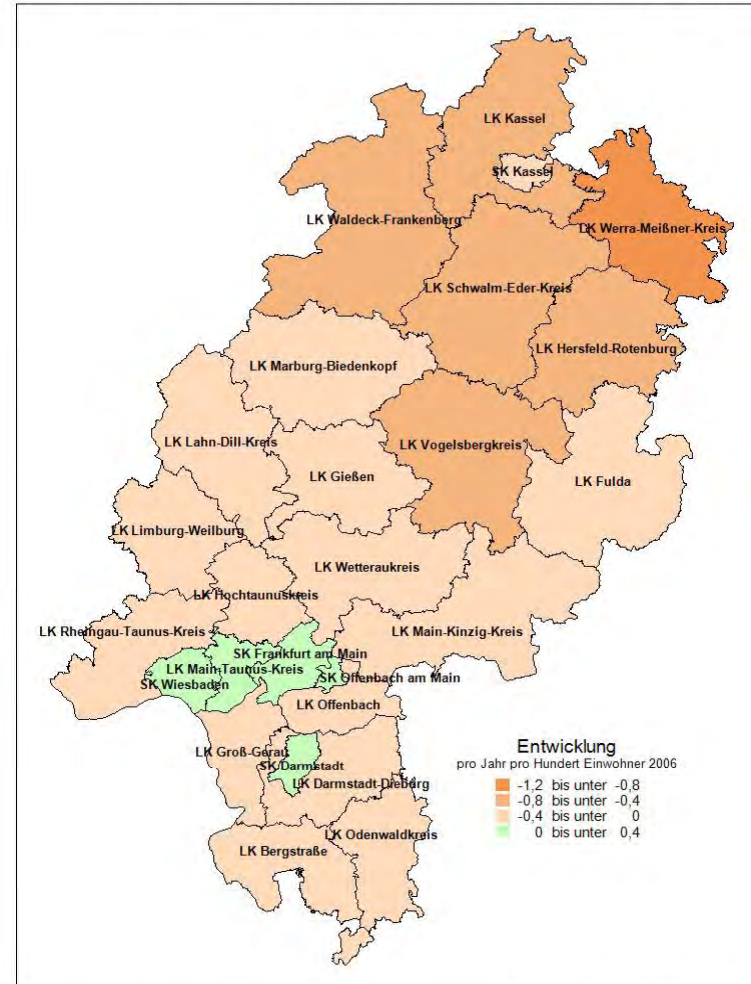 LK Kassel
SK Kassel
LK Waldeck-Frankenberg
LK Werra-Meißner-Kreis
LK Schwalm-Eder-Kreis
LK Hersfeld-Rotenburg
LK Marburg-Biedenkopf
LK Lahn-Dill-Kreis
LK Vogelsbergkreis
LK Gießen
LK Fulda
LK Limburg-Weilburg
LK Wetteraukreis
LK Hochtaunuskreis
LK Rheingau-Taunus-Kreis
LK Main-Kinzig-Kreis
SK Frankfurt am Main
LK Main-Taunus-Kreis
SK Offenbach am Main
SK Wiesbaden
LK Offenbach
LK Groß-Gerau
SK Darmstadt
LK Darmstadt-Dieburg
LK Odenwaldkreis
LK Bergstraße
Entwicklung
pro Jahr pro Hundert Einwohner 2006
-1,2 bis unter -0,8
-0,8 bis unter -0,4
-0,4 bis unter 0
0 bis unter 0,4